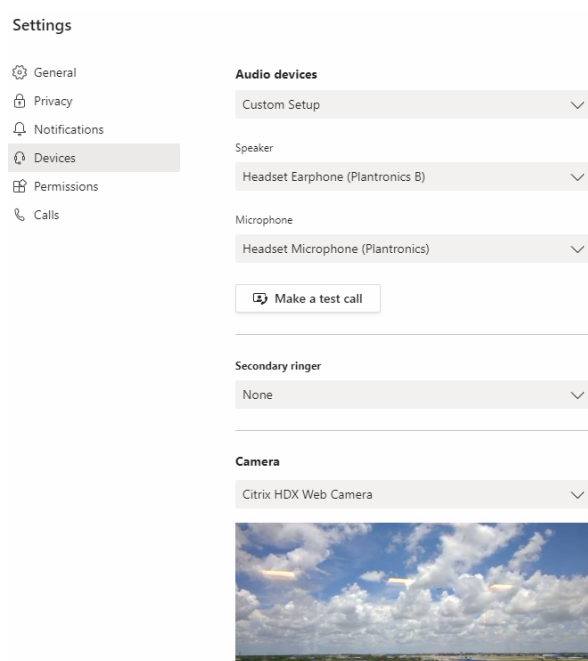 Settings
General
Privacy
Notifications
Devices
Permissions
Calls
Audio devices
Custom Setup
Speaker
Headset Earphone (Plantronics B)
Microphone
Headset Microphone (Plantronics)
Make a test call
Secondary ringer
None
Camera
Citrix HDX Web Camera